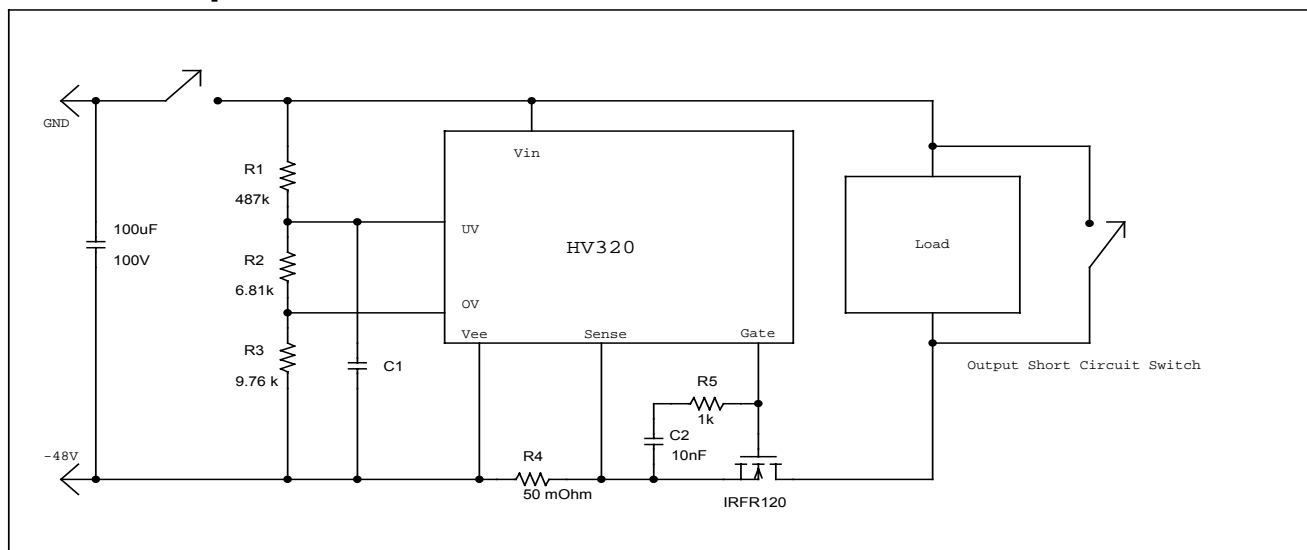 GND
Vin
R1
487k
100uF
100V
UV
HV320
Load
R2
6.81k
OV
Vee
Sense
Gate
R3
9.76 k
C1
Output Short Circuit Switch
R5
1k
C2
10nF
-48V
R4
50 mOhm
IRFR120